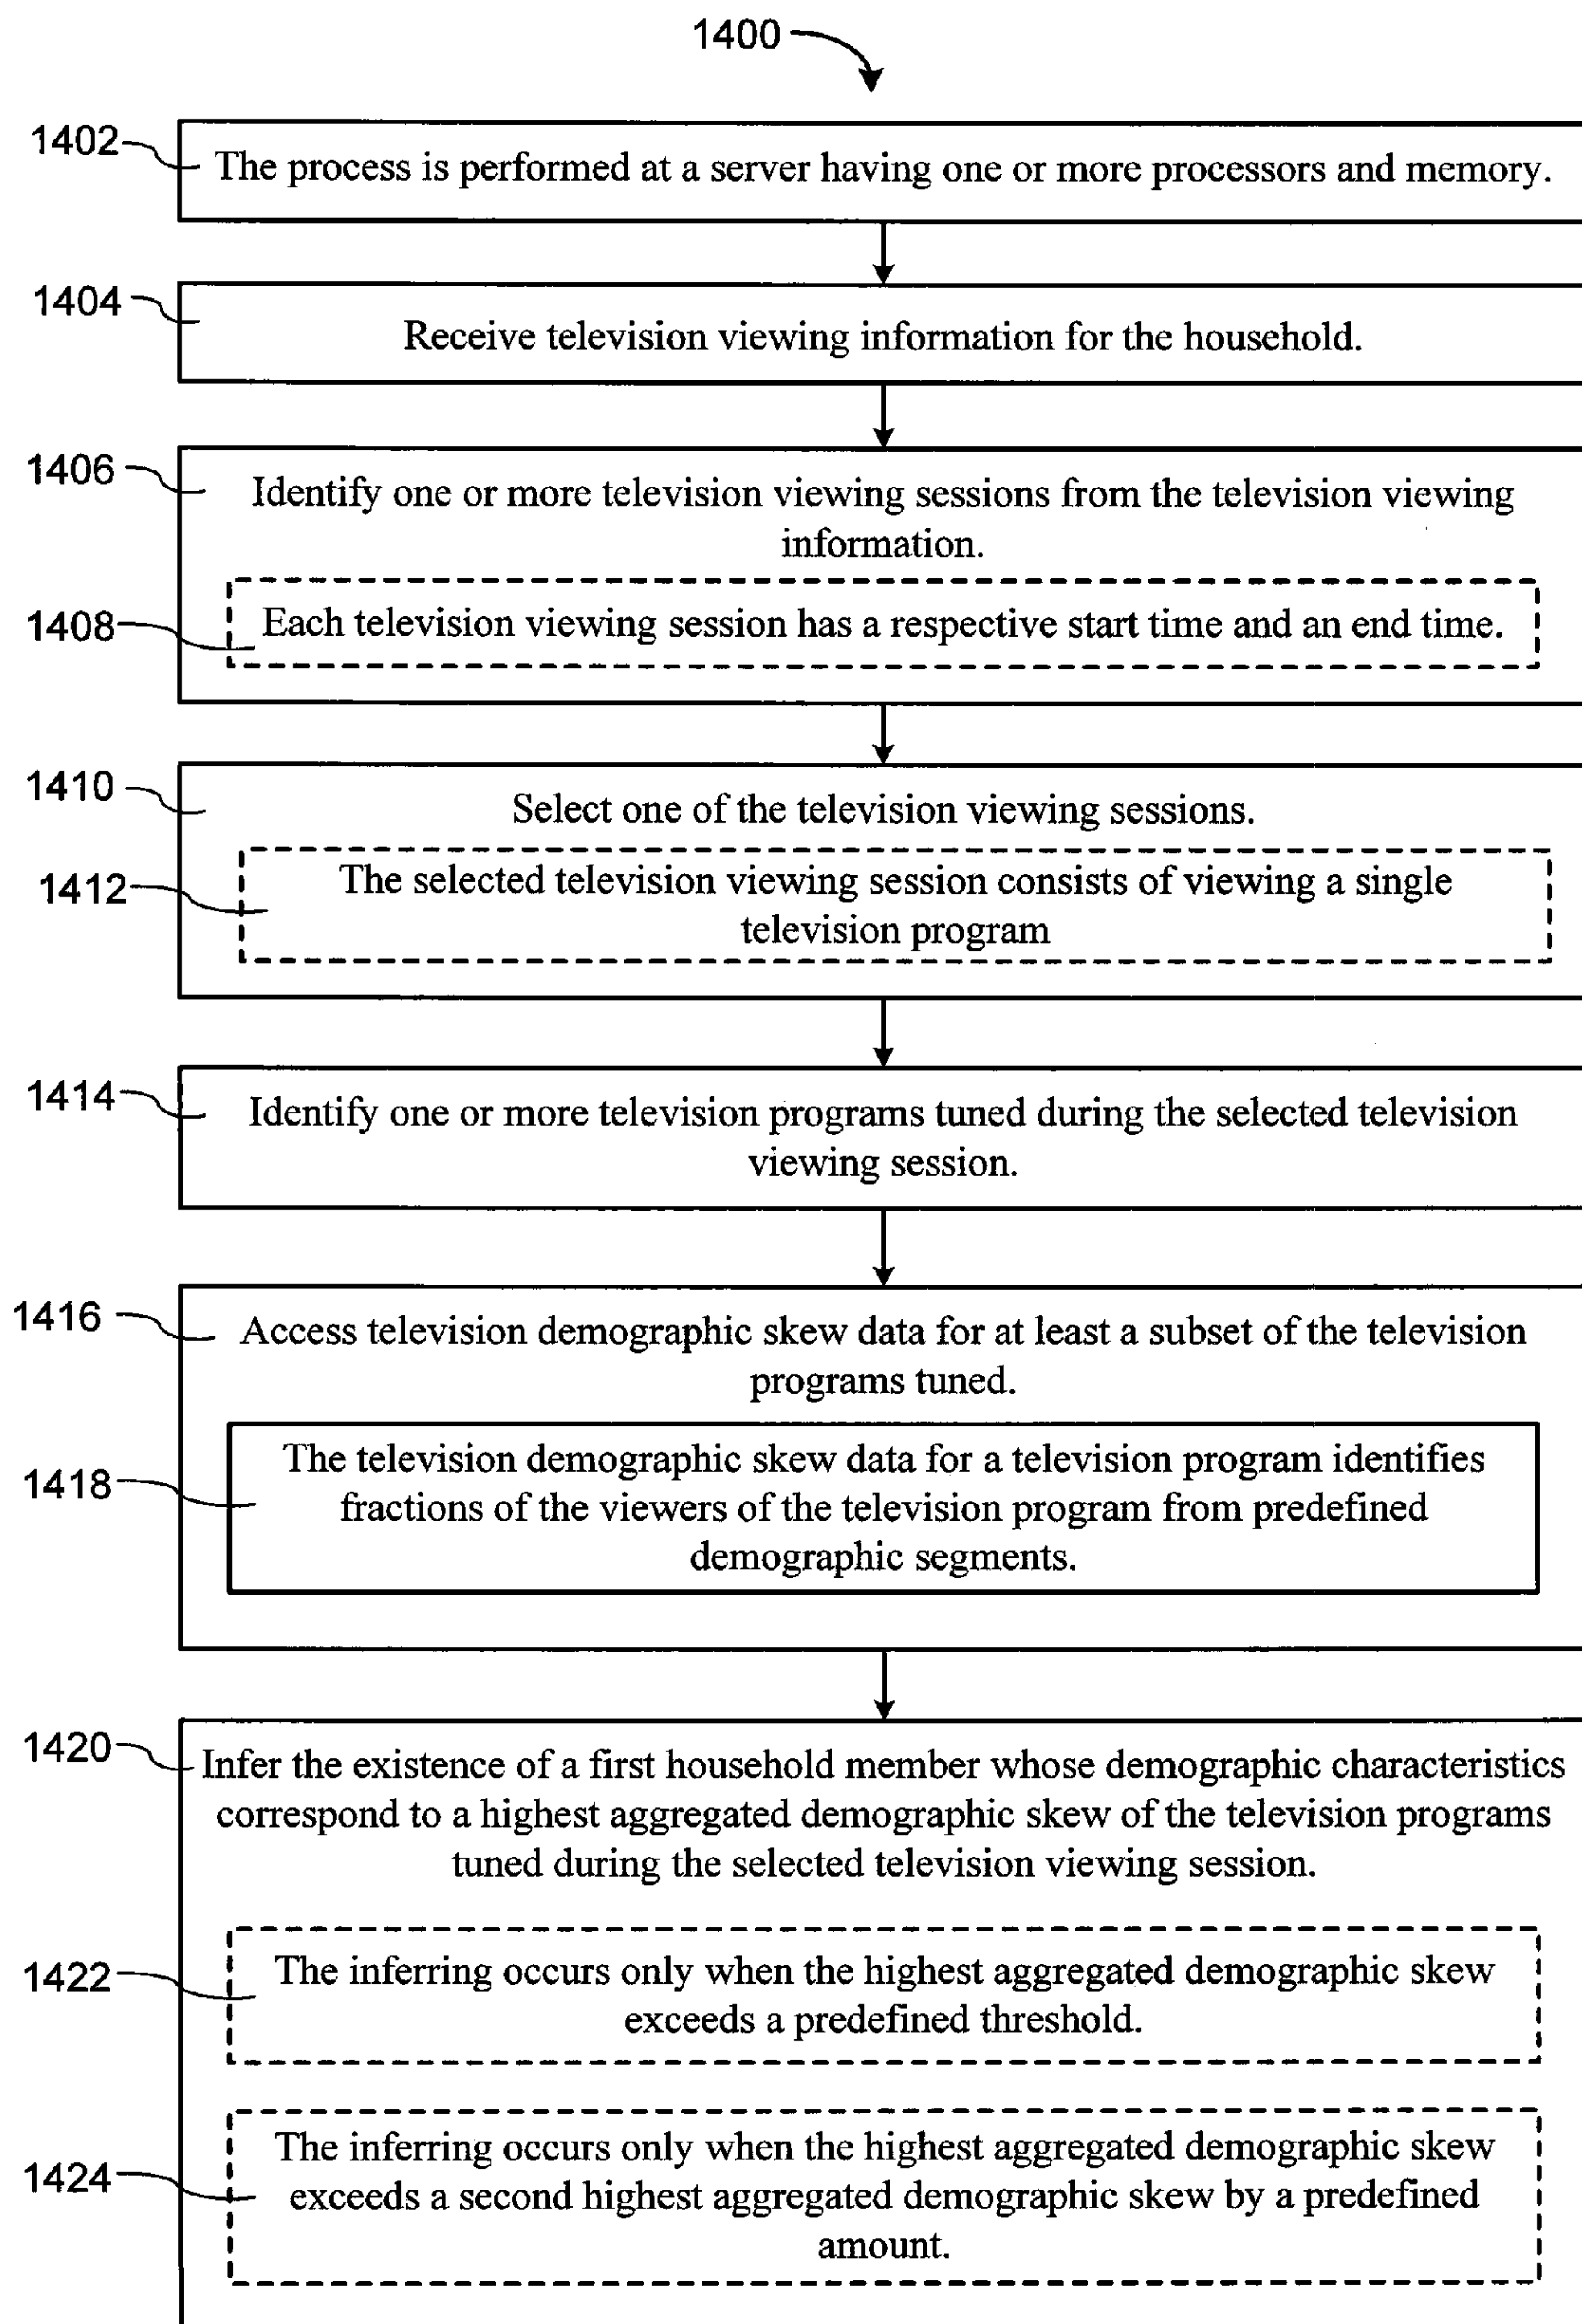 1400
1402
The process is performed at a server having one or more processors and memory.
1404
Receive television viewing information for the household.
1406
Identify one or more television viewing sessions from the television viewing
information.
1408
Each television viewing session has a respective start time and an end time.
1410
Select one of the television viewing sessions.
1412
The selected television viewing session consists of viewing a single
television program
1414
Identify one or more television programs tuned during the selected television
viewing session.
1416
Access television demographic skew data for at least a subset of the television
programs tuned.
1418
The television demographic skew data for a television program identifies
fractions of the viewers of the television program from predefined
demographic segments.
1420
Infer the existence of a first household member whose demographic characteristics
correspond to a highest aggregated demographic skew of the television programs
tuned during the selected television viewing session.
1422
The inferring occurs only when the highest aggregated demographic skew
exceeds a predefined threshold.
1424
The inferring occurs only when the highest aggregated demographic skew
exceeds a second highest aggregated demographic skew by a predefined
amount.